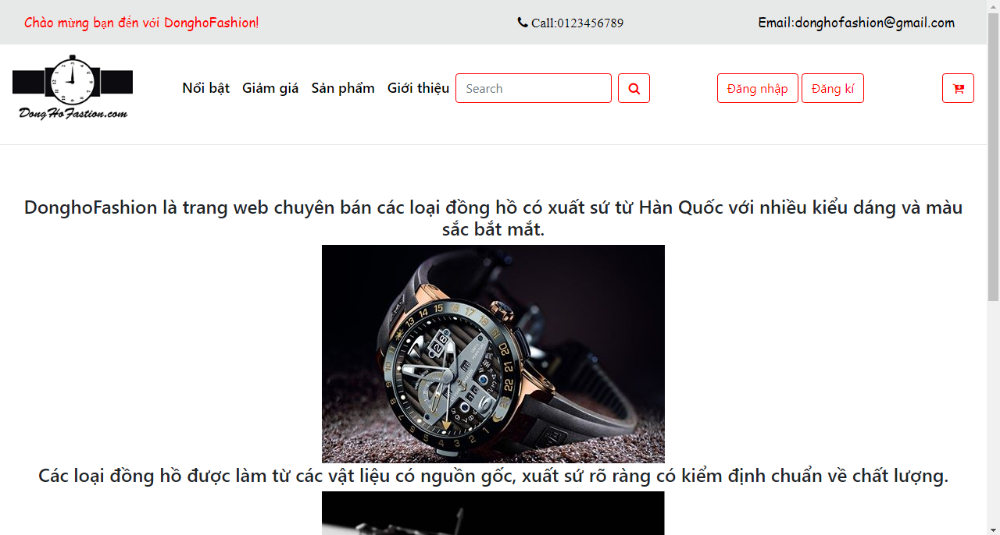 Chào mừng bạn đến với DonghoFashion!
Call:0123456789
Email:donghofashion@gmail.com
DongHoFastion.com
Nổi bật Giảm giá Sản phẩm Giới thiệu Search Đăng nhập Đăng kí
DonghoFashion là trang web chuyên bán các loại đồng hồ có xuất sứ từ Hàn Quốc với nhiều kiểu dáng và màu
sắc bắt mắt.
Các loại đồng hồ được làm từ các vật liệu có nguồn gốc, xuất sứ rõ ràng có kiểm định chuẩn về chất lượng.